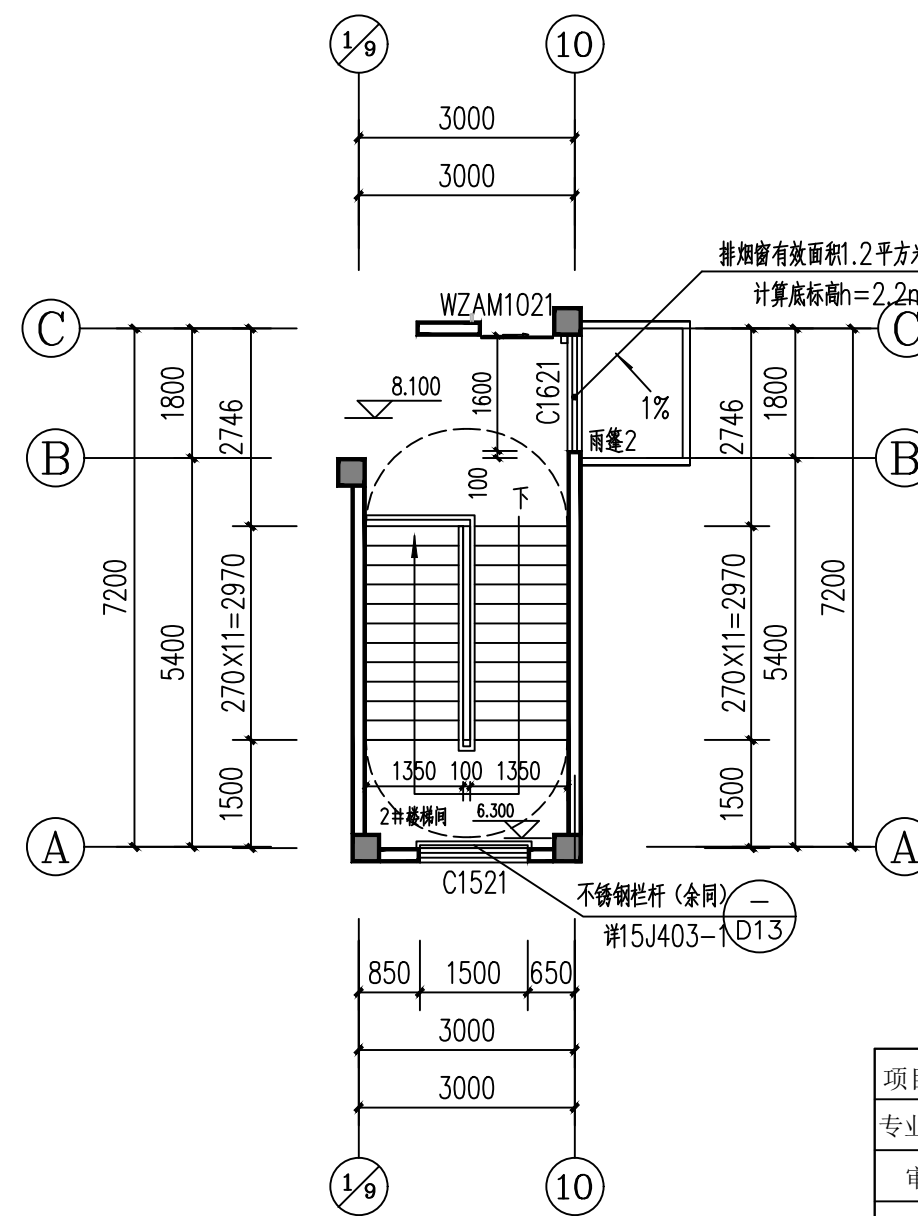 1/9
10
3000
3000
排烟窗有效面积1.2平方
计算底标高h=2.2
C
WZAM1021
C
1800
2746
8.100
1600
C1621
1%
2746
1800
B
雨篷2
B
100
下
7200
5400
270X11=2970
270X11=2970
5400
7200
1500
1350
100
1350
1500
2#楼梯间
6.300
A
A
C1521
不锈钢栏杆（余同）
详15J403-1
—
D13
850
1500
650
3000
3000
1/9
10
项
专业